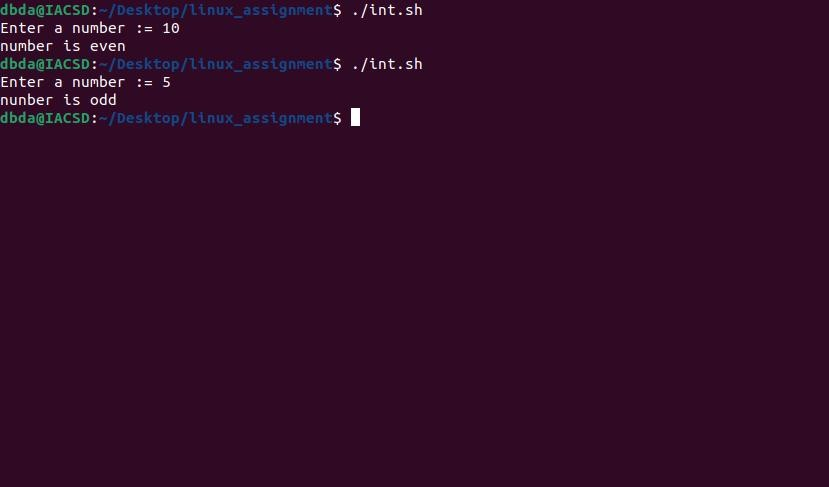 dbda@IACSD:~/Desktop/linux_assignment$ ./int.sh
Enter a number := 10
number is even
dbda@IACSD:~/Desktop/linux_assignment$ ./int.sh
Enter a number := 5
nunber is odd
dbda@IACSD:~/Desktop/linux_assignment$